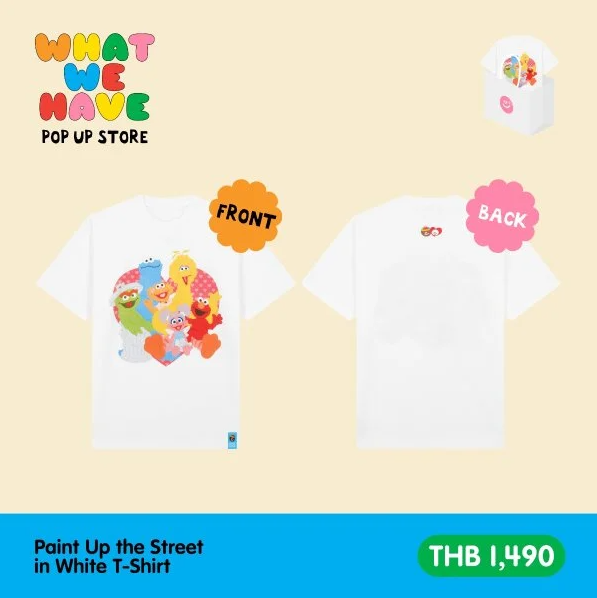 WHAT
WE
HAVE
POP UP STORE
FRONT
BACK
Paint Up the Street
in White T-Shirt
THB 1,490